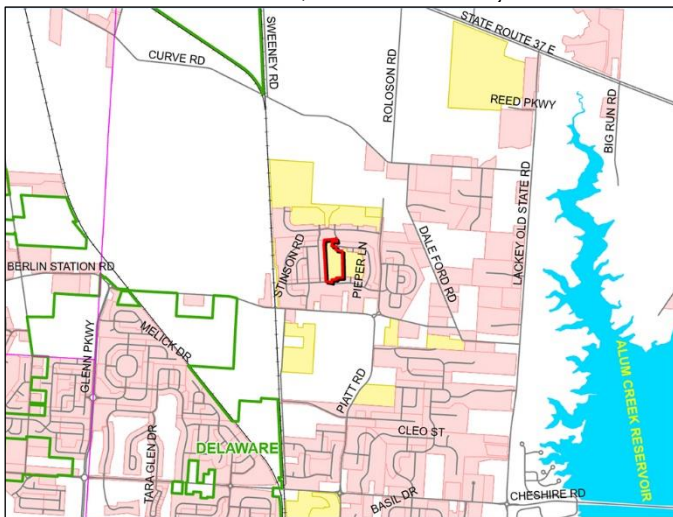 STATE ROUTE 37 E
CURVE RD
SWEENEY RD
ROLOSON RD
REED PKWY
BIG RUN RD
LACKEY OLD STATE RD
DALE FORD RD
STINSON RD
PIEPER LN
BERLIN STATION RD
GLENN PKWY
MELICK DR
PIATT RD
ALUM CREEK RESERVOIR
TARA GLEN DR
CLEO ST
DELAWARE
BASIL DR
CHESHIRE RD